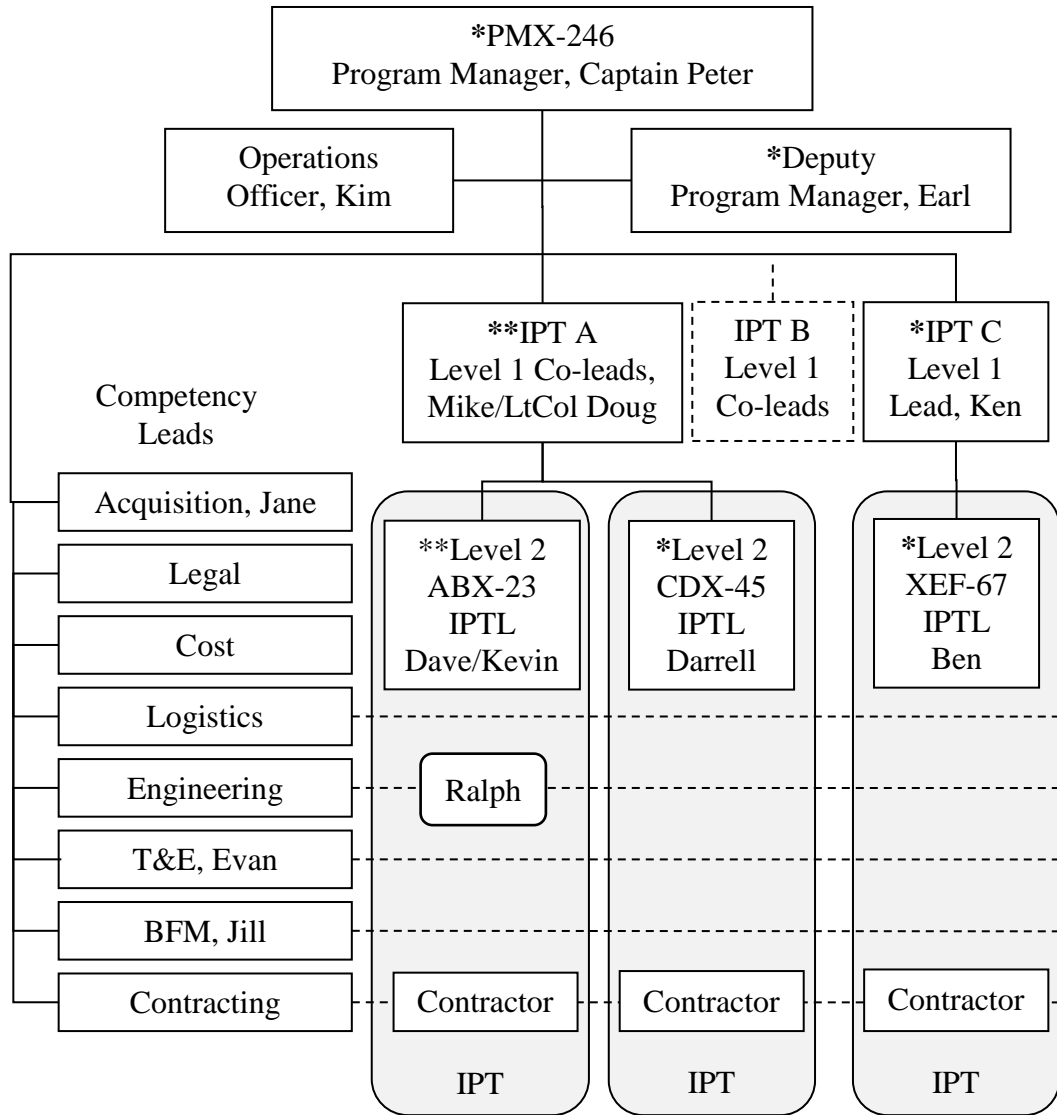 *PMX-246
Program Manager, Captain Peter
Operations
Officer, Kim
*Deputy
Program Manager, Earl
**IPT A
Level 1 Co-leads,
Mike/LtCol Doug
IPT B
Level 1
Co-leads
*IPT C
Level 1
Lead, Ken
Competency
Leads
Acquisition, Jane
Legal
Cost
Logistics
Engineering
T&E, Evan
BFM, Jill
Contracting
**Level 2
ABX-23
IPTL
Dave/Kevin
*Level 2
CDX-45
IPTL
Darrell
*Level 2
XEF-67
IPTL
Ben
Ralph
Contractor
Contractor
Contractor
IPT
IPT
IPT